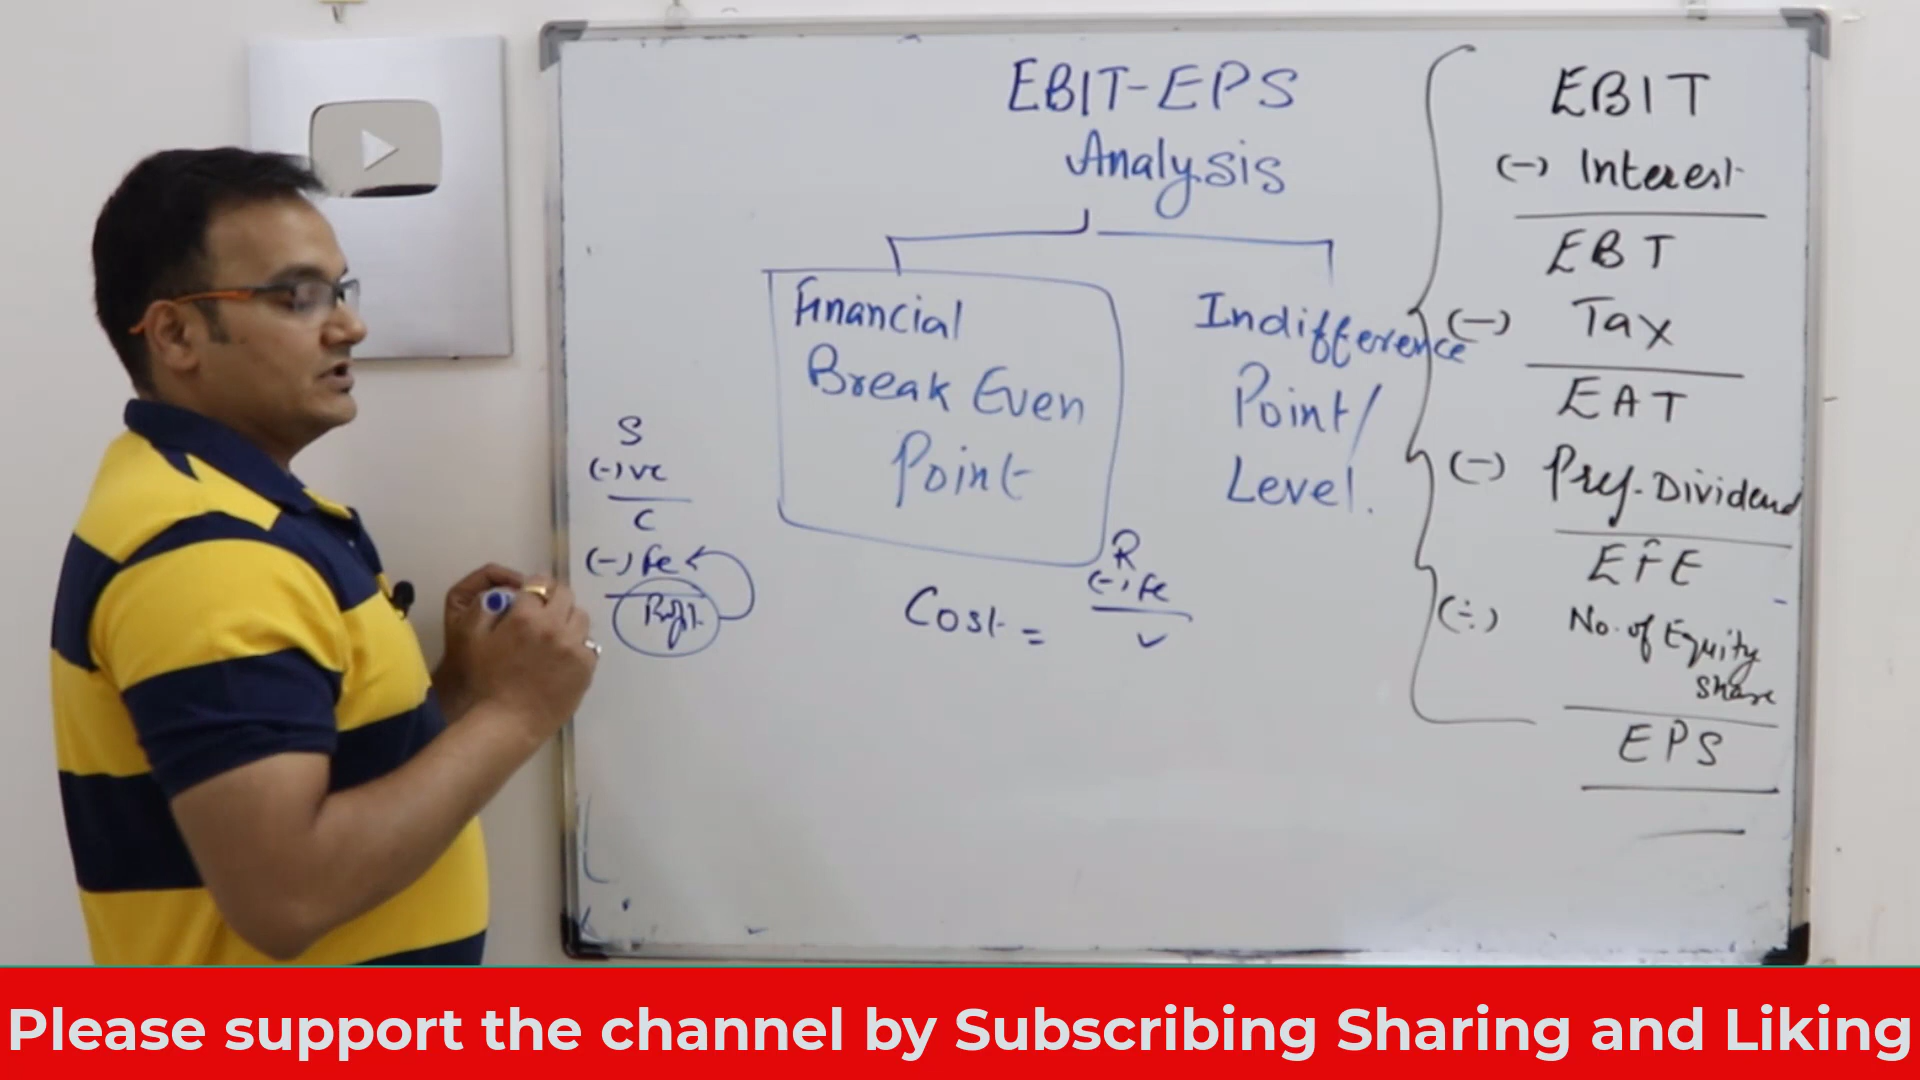 EBIT-EPS
Analysis
Financial
Break Even
Point
Indifference
Point/
Level.
S
(-) VC
C
(-) FC
Profit
Cost =
R
(-) FC
EBIT
(-) Interest
EBT
(-) Tax
EAT
(-) Pref. Dividend
EFE
(÷) No. of Equity
Share
EPS
Please support the channel by Subscribing Sharing and Liking